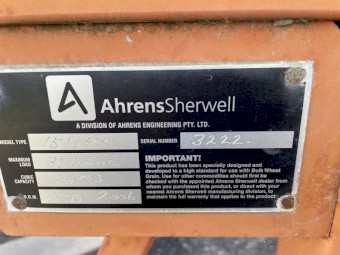 AhrensSherwell
A DIVISION OF AHRENS ENGINEERING PTY. LTD.
MODEL TYPE
SERIAL NUMBER 3222
MAXIMUM LOAD
CUBIC CAPACITY
D.O.M.
IMPORTANT!
This product has been specially designed and
developed to a high standard for use with Bulk Wheat
Grain. Use for other commodities should first be
checked with the appointed Ahrens Sherwell dealer from
whom you purchased this product, or direct with your
nearest Ahrens Sherwell manufacturing division, to
maintain the full warranty that applies to the product.